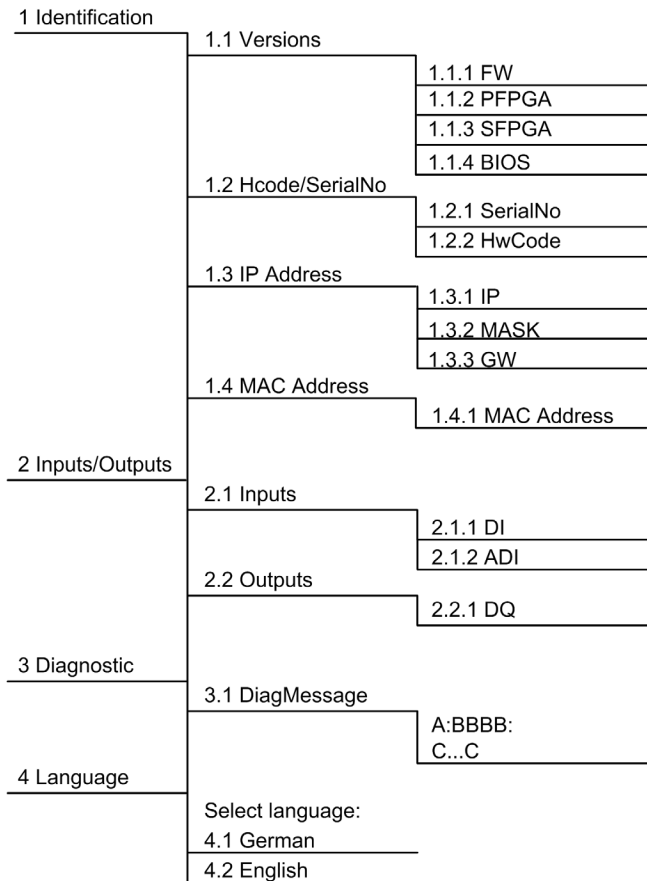 1 Identification
1.1 Versions
1.1.1 FW
1.1.2 PFPGA
1.1.3 SFPGA
1.1.4 BIOS
1.2 Hcode/SerialNo
1.2.1 SerialNo
1.2.2 HwCode
1.3 IP Address
1.3.1 IP
1.3.2 MASK
1.3.3 GW
1.4 MAC Address
1.4.1 MAC Address
2 Inputs/Outputs
2.1 Inputs
2.1.1 DI
2.1.2 ADI
2.2 Outputs
2.2.1 DQ
3 Diagnostic
3.1 DiagMessage
A:BBBB:
C...C
4 Language
Select language:
4.1 German
4.2 English